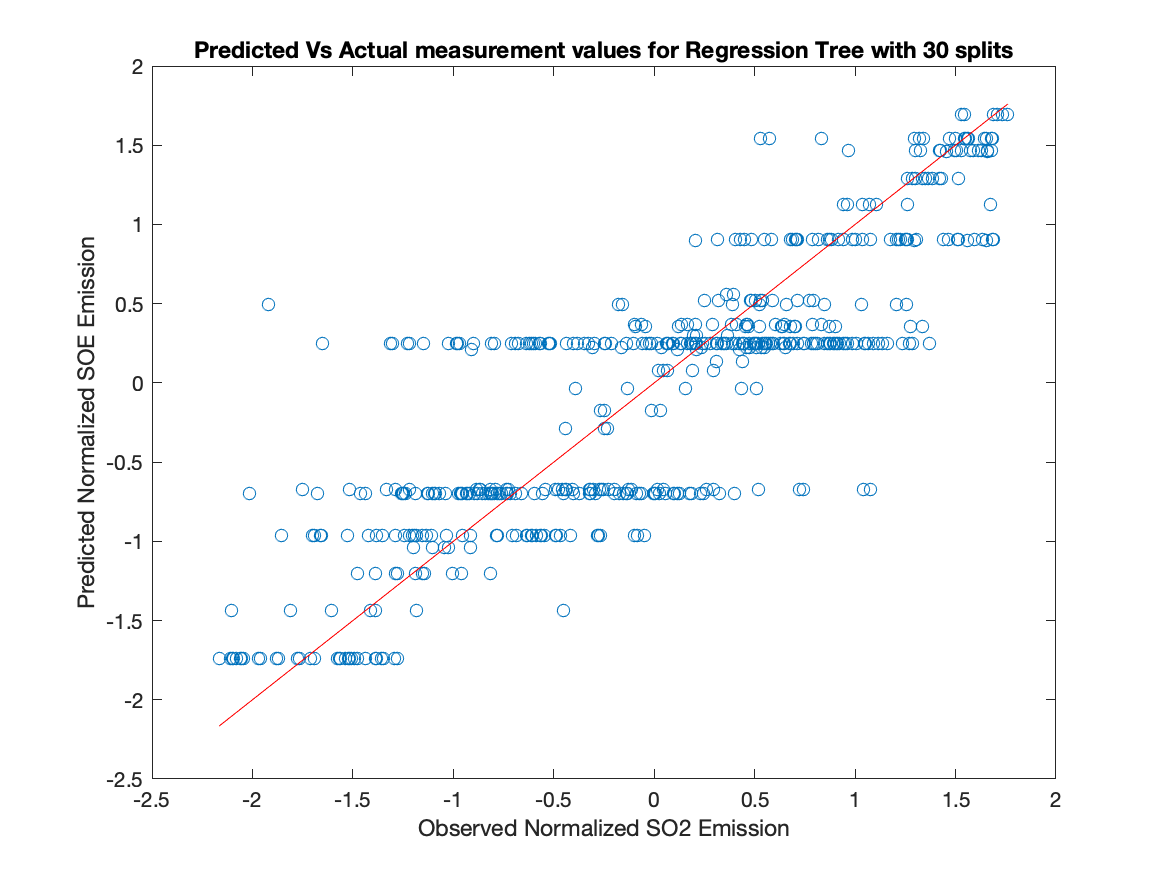 Predicted Vs Actual measurement values for Regression Tree with 30 splits
2
1.5
1
0.5
0
-0.5
-1
-1.5
-2
-2.5
Predicted Normalized SOE Emission
-2.5 -2 -1.5 -1 -0.5 0 0.5 1 1.5 2
Observed Normalized SO2 Emission